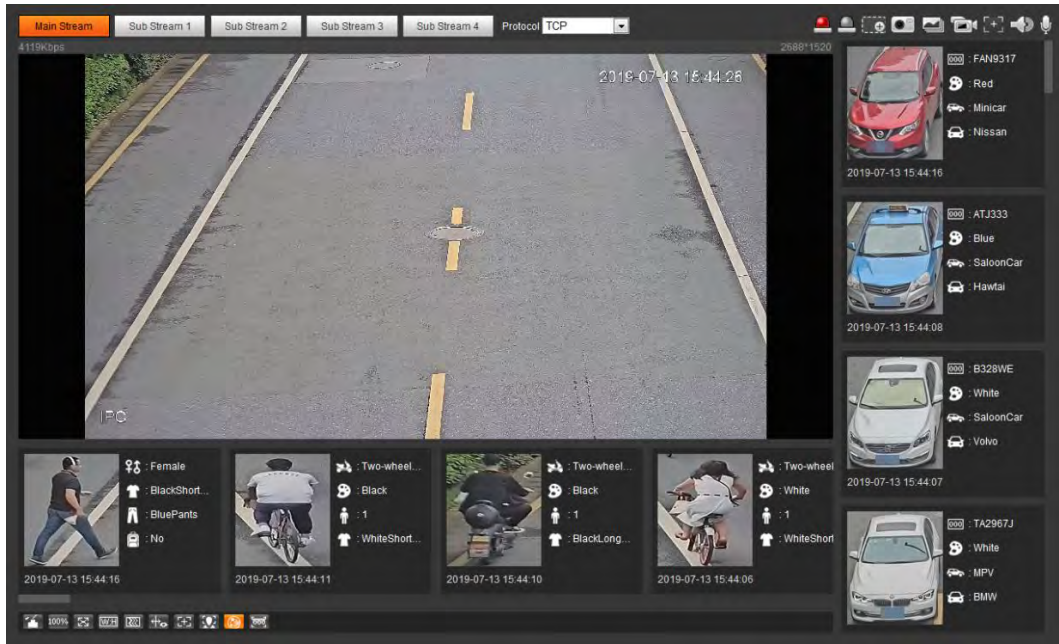 Main Stream Sub Stream 1 Sub Stream 2 Sub Stream 3 Sub Stream 4 Protocol TCP
4119Kbps 2688*1520
2019-07-13 15:44:26
IPC
: FAN9317
: Red
: Minicar
: Nissan
2019-07-13 15:44:16
: ATJ333
: Blue
: SaloonCar
: Hawtai
2019-07-13 15:44:08
: B328WE
: White
: SaloonCar
: Volvo
2019-07-13 15:44:07
: TA2967J
: White
: MPV
: BMW
: Female
: BlackShort...
: BluePants
: No
2019-07-13 15:44:16
: Two-wheel...
: Black
: 1
: WhiteShort...
2019-07-13 15:44:11
: Two-wheel...
: Black
: 1
: BlackLong...
2019-07-13 15:44:10
: Two-wheel
: White
: 1
: WhiteShort
2019-07-13 15:44:06
100% W:H